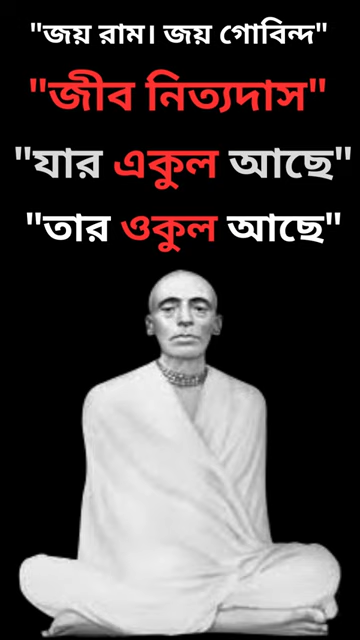 "জয় রাম। জয় গোবিন্দ"
"জীব নিত্যদাস"
"যার একুল আছে"
"তার ওকুল আছে"